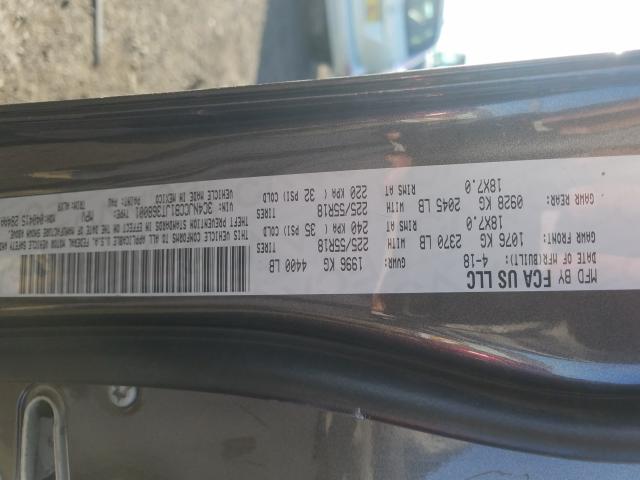 MFD BY FCA US LLC
DATE OF MFR(BUILT): 4-18 GVWR: 1996 KG 4400 LB
GAWR FRONT: 1076 KG 2370 LB TIRES
18X7.0 RIMS AT 240 KPA( 35 PSI)COLD
WITH 225/55R18
GAWR REAR: 0928 KG 2045 LB TIRES
18X7.0 RIMS AT 220 KPA( 32 PSI)COLD
WITH 225/55R18
THIS VEHICLE CONFORMS TO ALL APPLICABLE U.S.A. FEDERAL MOTOR VEHICLE SAFETY AND
THEFT PREVENTION STANDARDS IN EFFECT ON THE DATE OF MANUFACTURE SHOWN ABOVE.
TYPE: MPV
VEHICLE MADE IN MEXICO PAINT: PAU